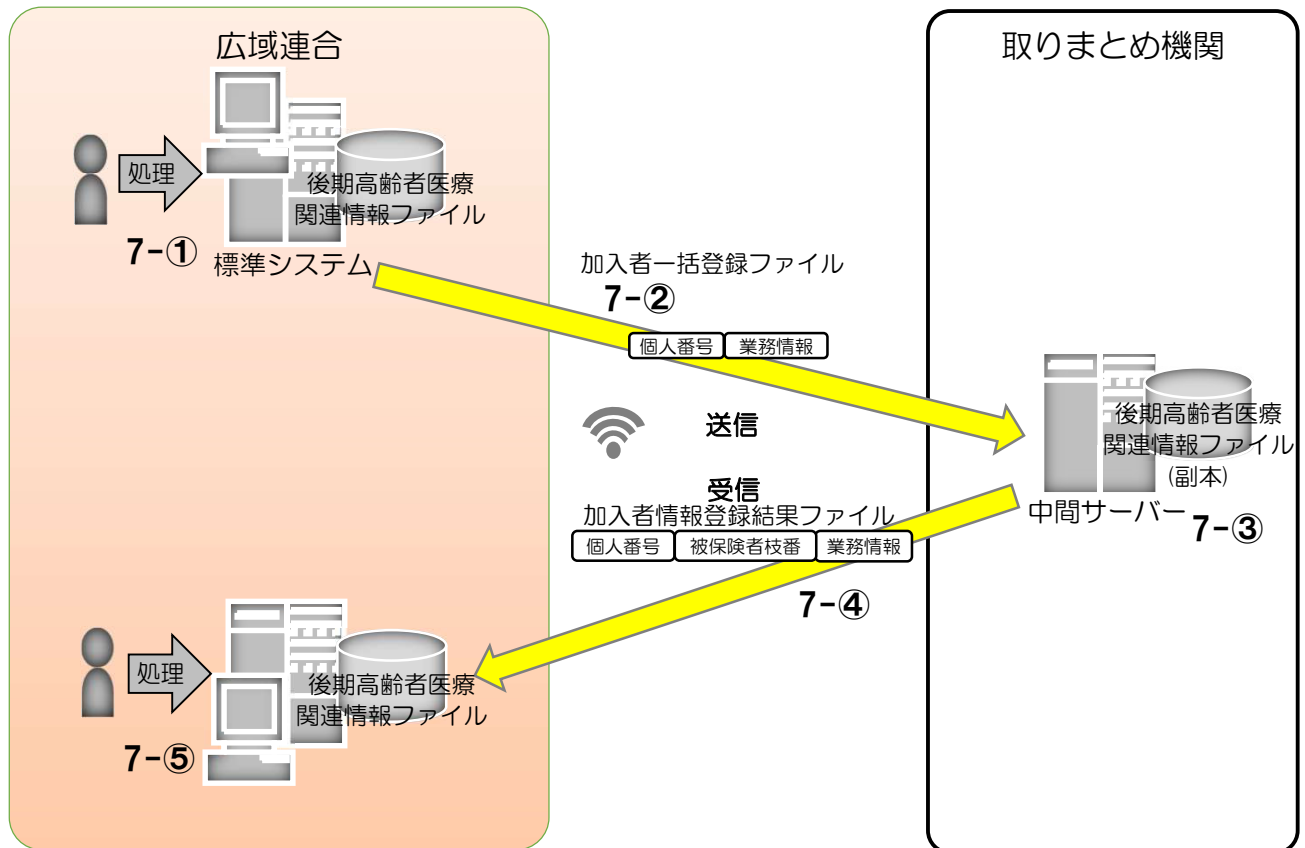 広域連合
取りまとめ機関
処理
後期高齢者医療
関連情報ファイル
7-①
標準システム
加入者一括登録ファイル
7-②
個人番号 業務情報
送信
後期高齢者医療
関連情報ファイル
(副本)
中間サーバー
7-③
受信
加入者情報登録結果ファイル
個人番号 被保険者枝番 業務情報
7-④
処理
後期高齢者医療
関連情報ファイル
7-⑤